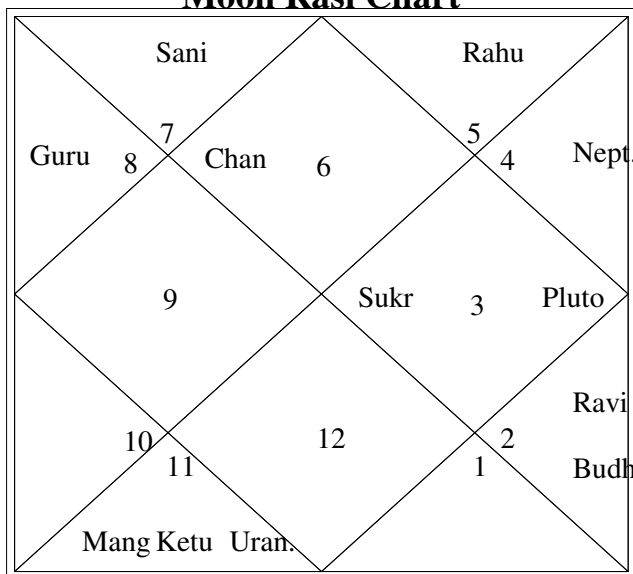 Moon Rasi Chart
Sani
Rahu
7
5
Guru
8
Chan
6
4
Nept.
9
Sukr
3
Pluto
Ravi
10
12
2
11
1
Budh
Mang Ketu Uran.